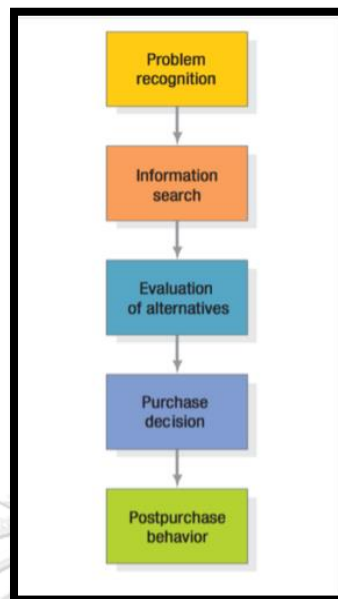 Problem
recognition
Information
search
Evaluation
of alternatives
Purchase
decision
Postpurchase
behavior